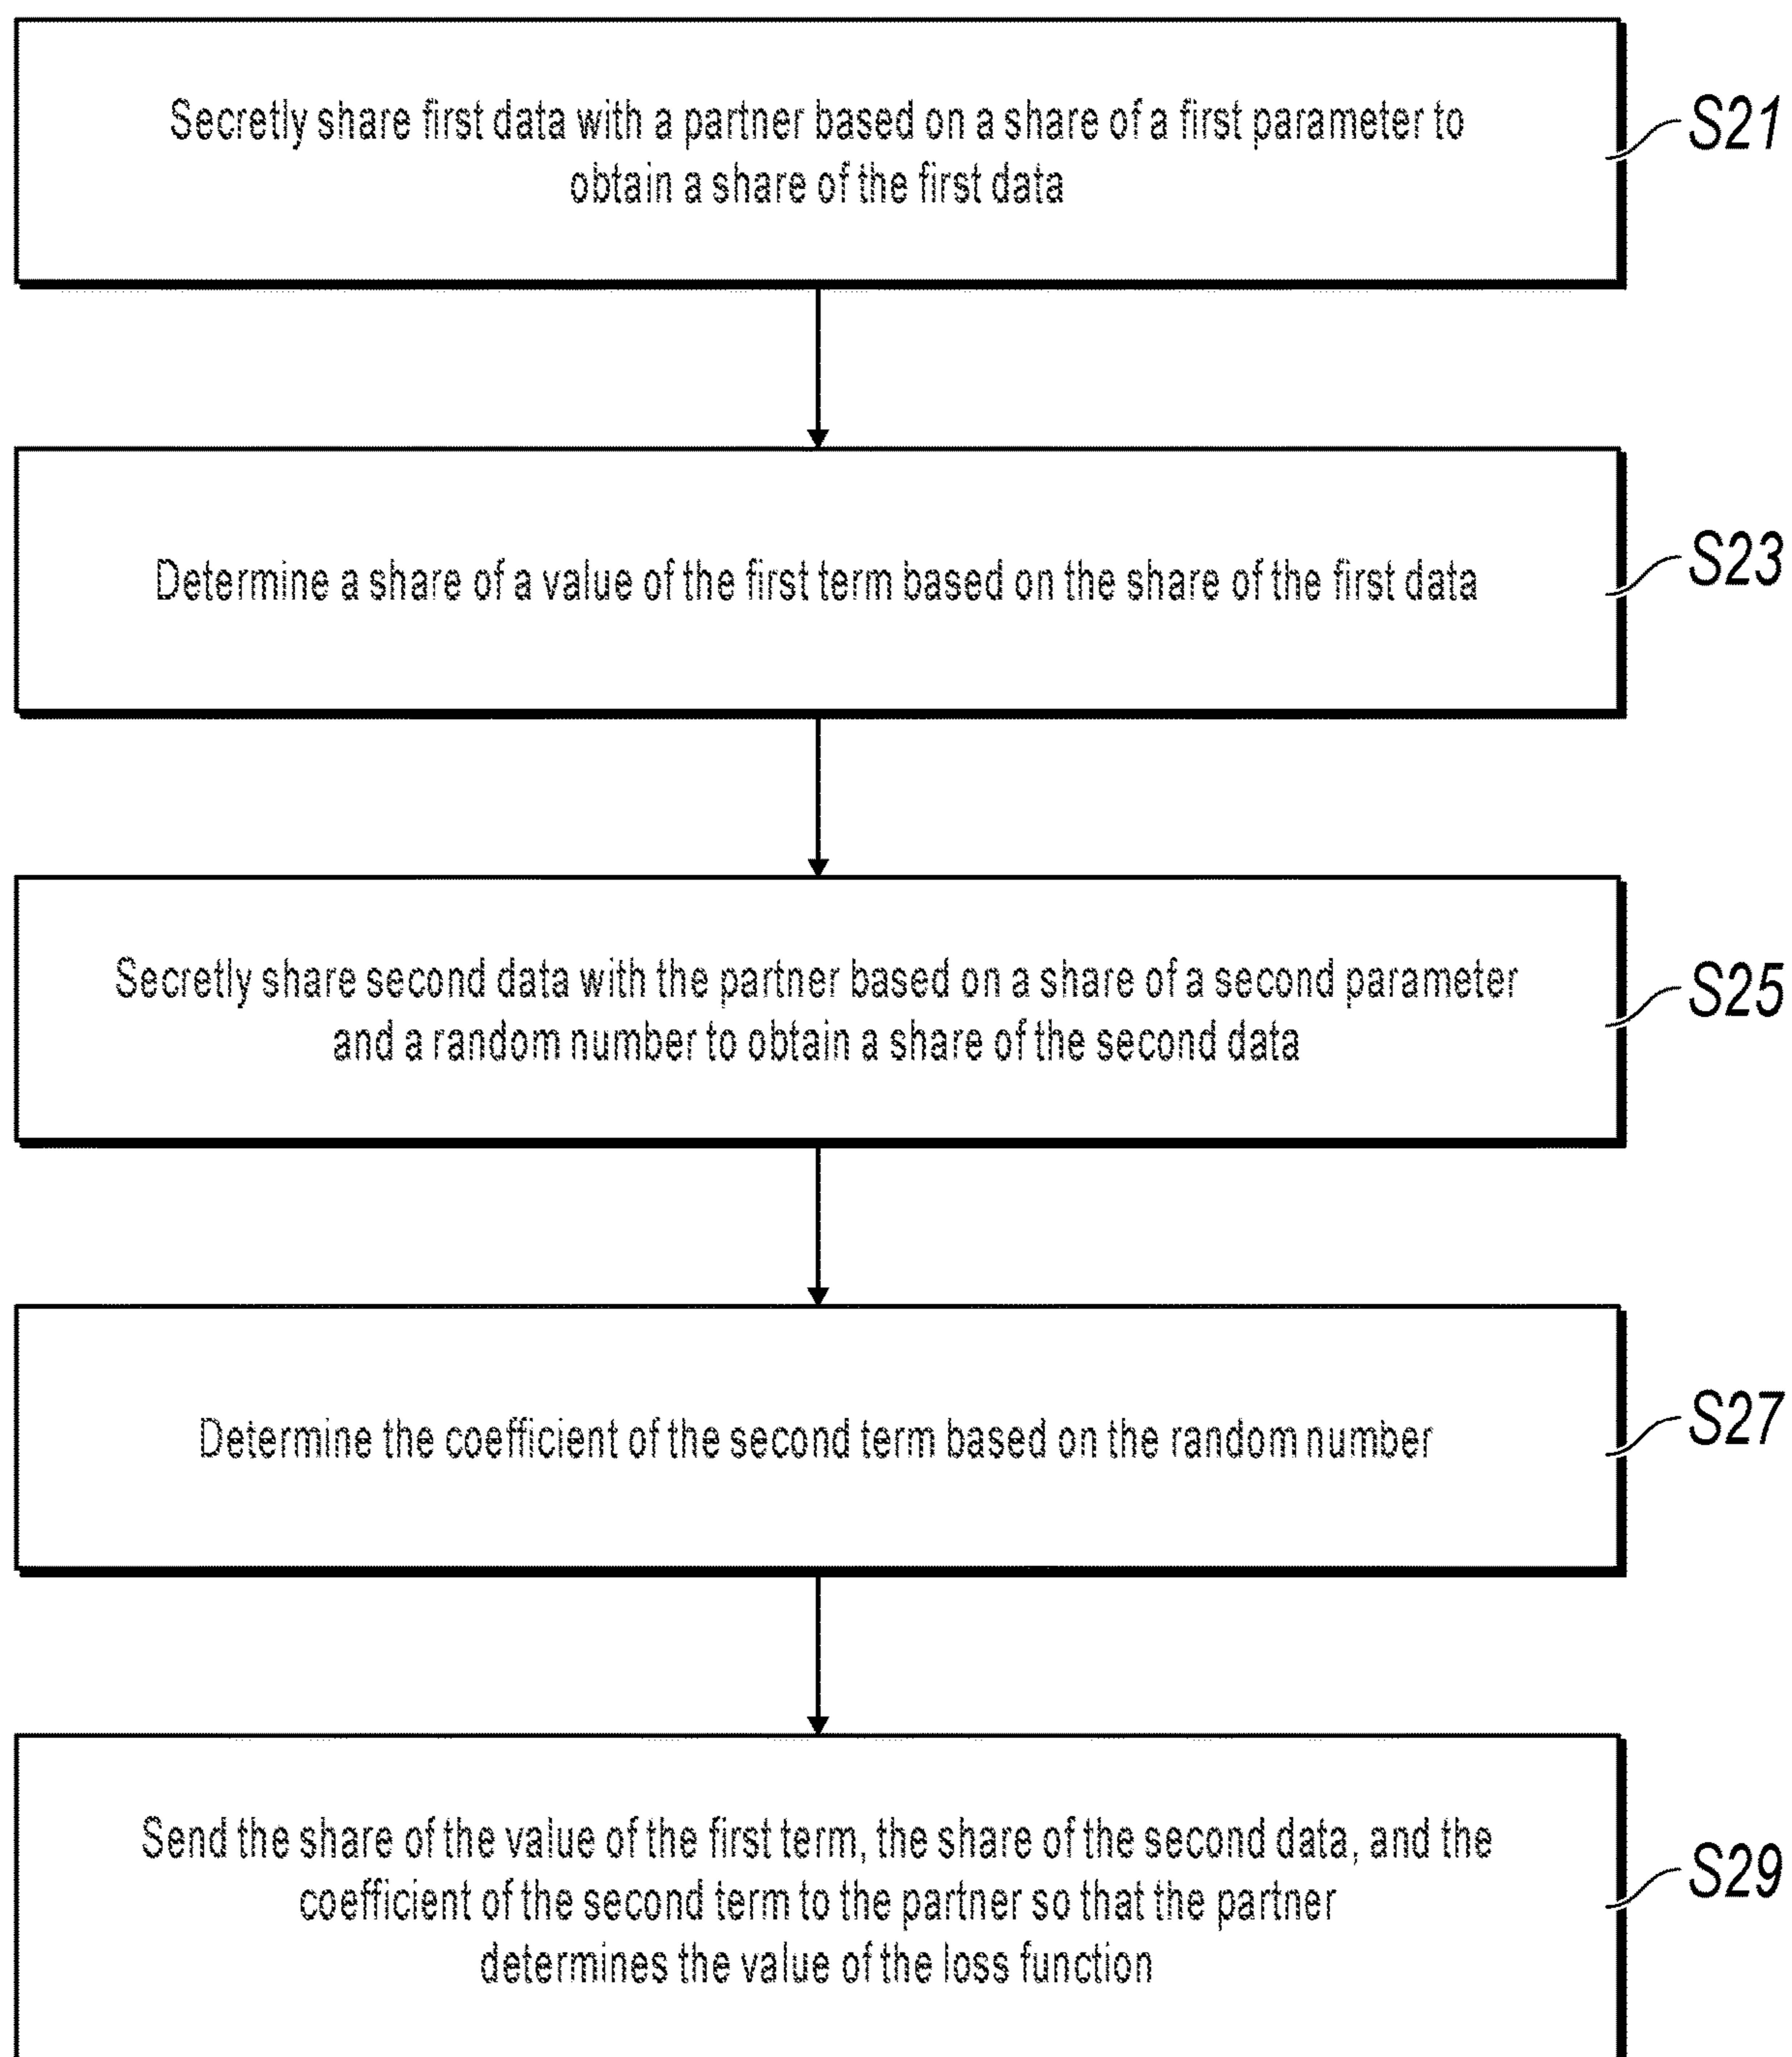 Secretly share first data with a partner based on a share of a first parameter to
obtain a share of the first data
S21
Determine a share of a value of the first term based on the share of the first data
S23
Secretly share second data with the partner based on a share of a second parameter
and a random number to obtain a share of the second data
S25
Determine the coefficient of the second term based on the random number
S27
Send the share of the value of the first term, the share of the second data, and the
coefficient of the second term to the partner so that the partner
determines the value of the loss function
S29